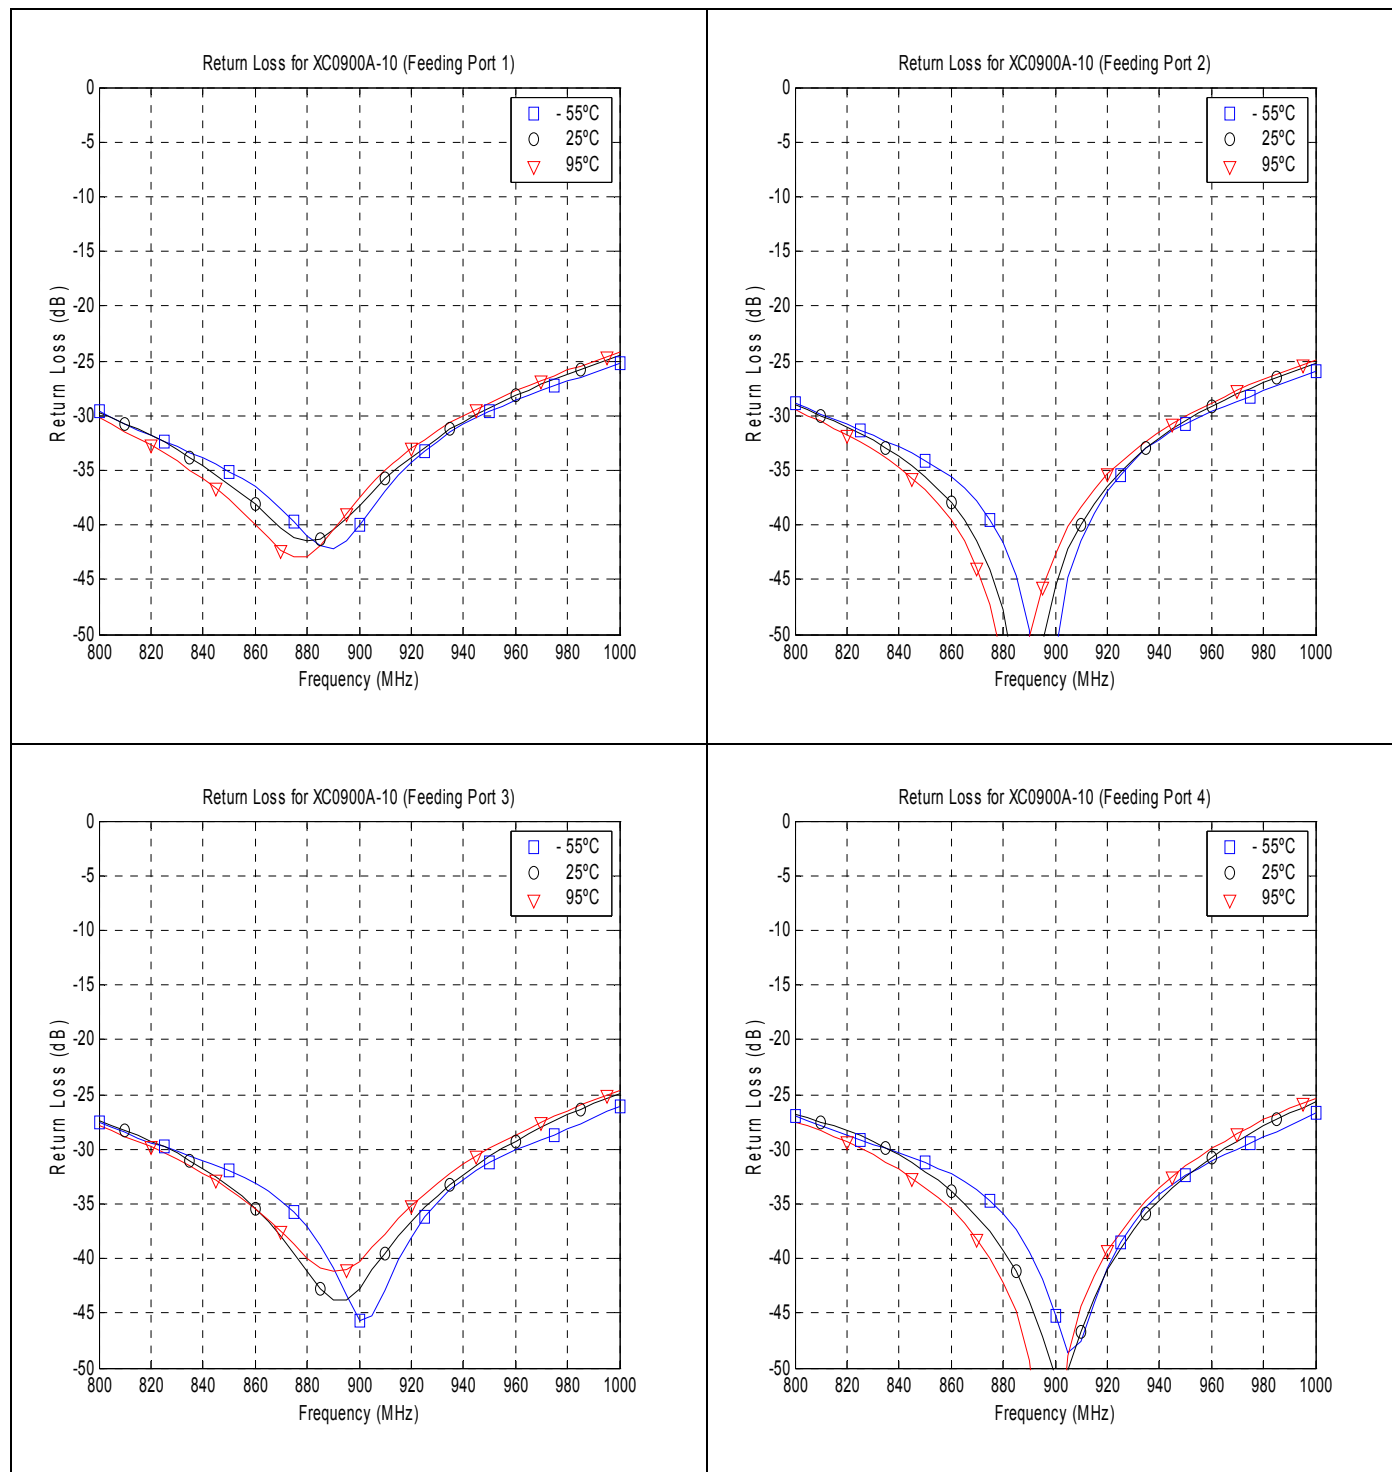 Return Loss for XC0900A-10 (Feeding Port 1)
0
-5
-10
-15
-20
-25
-30
-35
-40
-45
-50
Return Loss (dB)
- 55ºC
25ºC
95ºC
800 820 840 860 880 900 920 940 960 980 1000
Frequency (MHz)
Return Loss for XC0900A-10 (Feeding Port 2)
0
-5
-10
-15
-20
-25
-30
-35
-40
-45
-50
Return Loss (dB)
- 55ºC
25ºC
95ºC
800 820 840 860 880 900 920 940 960 980 1000
Frequency (MHz)
Return Loss for XC0900A-10 (Feeding Port 3)
0
-5
-10
-15
-20
-25
-30
-35
-40
-45
-50
Return Loss (dB)
- 55ºC
25ºC
95ºC
800 820 840 860 880 900 920 940 960 980 1000
Frequency (MHz)
Return Loss for XC0900A-10 (Feeding Port 4)
0
-5
-10
-15
-20
-25
-30
-35
-40
-45
-50
Return Loss (dB)
- 55ºC
25ºC
95ºC
800 820 840 860 880 900 920 940 960 980 1000
Frequency (MHz)